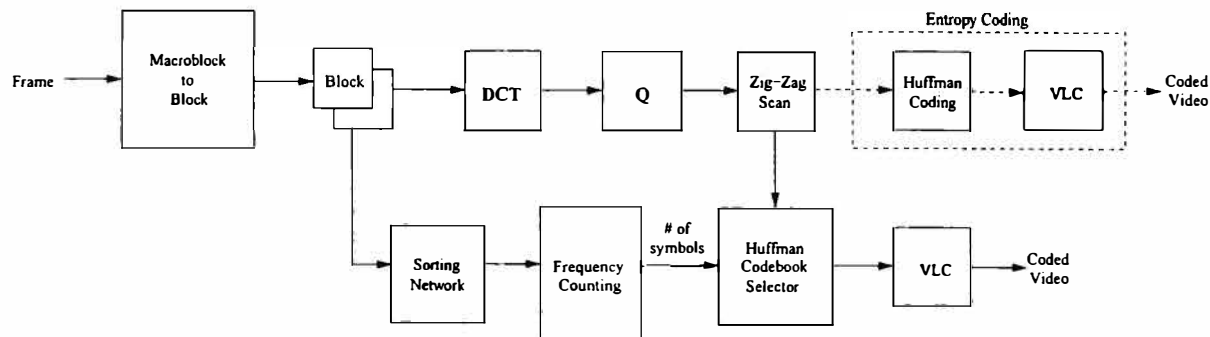 Entropy Coding
Frame
Macroblock
to
Block
Block
DCT
Q
Zig-Zag
Scan
Huffman
Coding
VLC
Coded
Video
Sorting
Network
Frequency
Counting
# of
symbols
Huffman
Codebook
Selector
VLC
Coded
Video